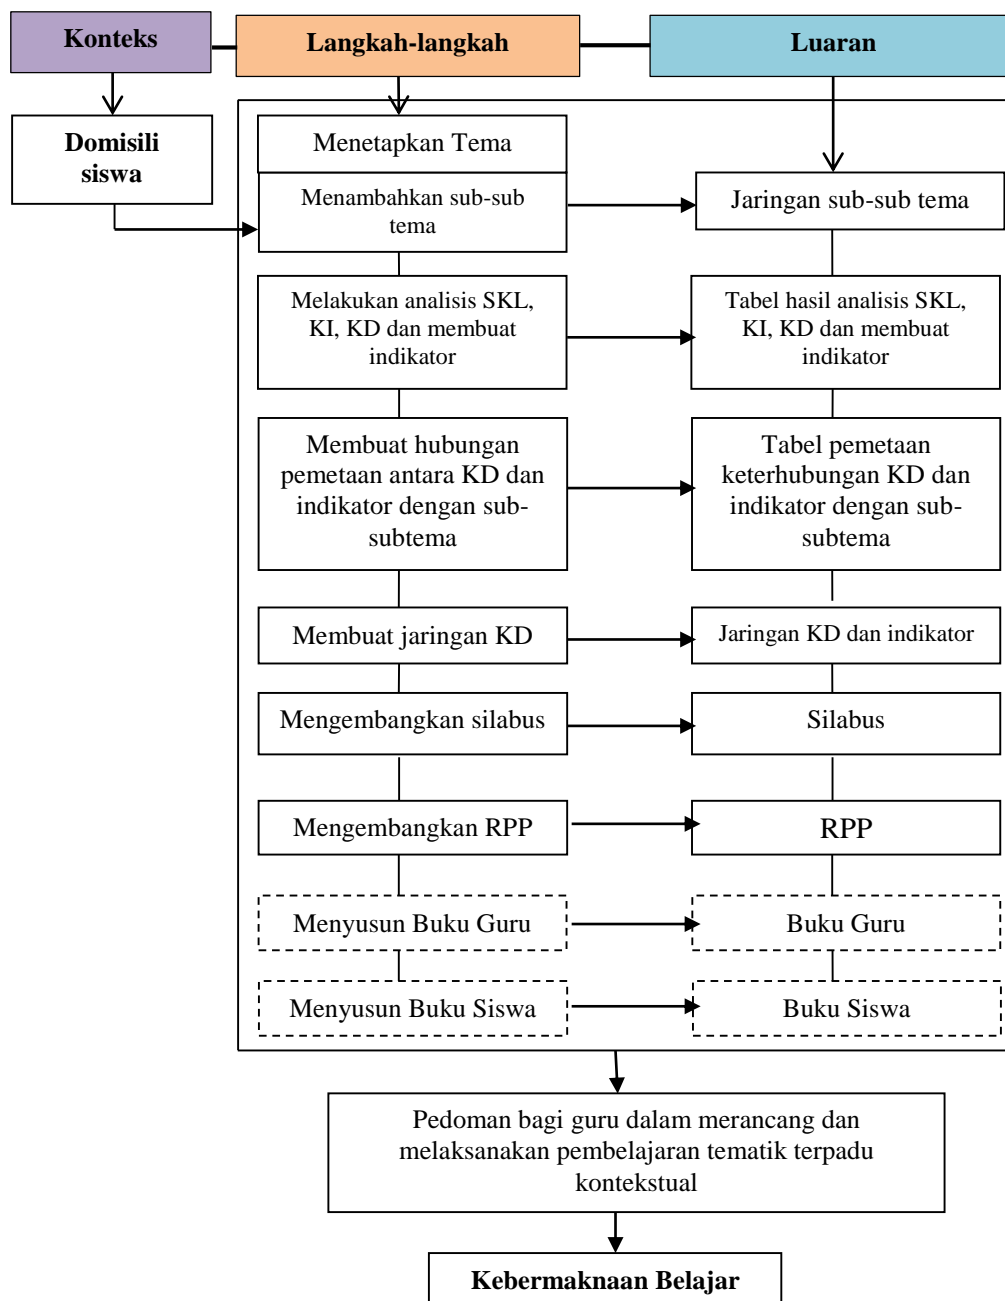 Konteks
Langkah-langkah
Luaran
Domisili
siswa
Menetapkan Tema
Menambahkan sub-sub
tema
Jaringan sub-sub tema
Melakukan analisis SKL,
KI, KD dan membuat
indikator
Tabel hasil analisis SKL,
KI, KD dan membuat
indikator
Membuat hubungan
pemetaan antara KD dan
indikator dengan sub-
subtema
Tabel pemetaan
keterhubungan KD dan
indikator dengan sub-
subtema
Membuat jaringan KD
Jaringan KD dan indikator
Mengembangkan silabus
Silabus
Mengembangkan RPP
RPP
Menyusun Buku Guru
Buku Guru
Menyusun Buku Siswa
Buku Siswa
Pedoman bagi guru dalam merancang dan
melaksanakan pembelajaran tematik terpadu
kontekstual
Kebermaknaan Belajar